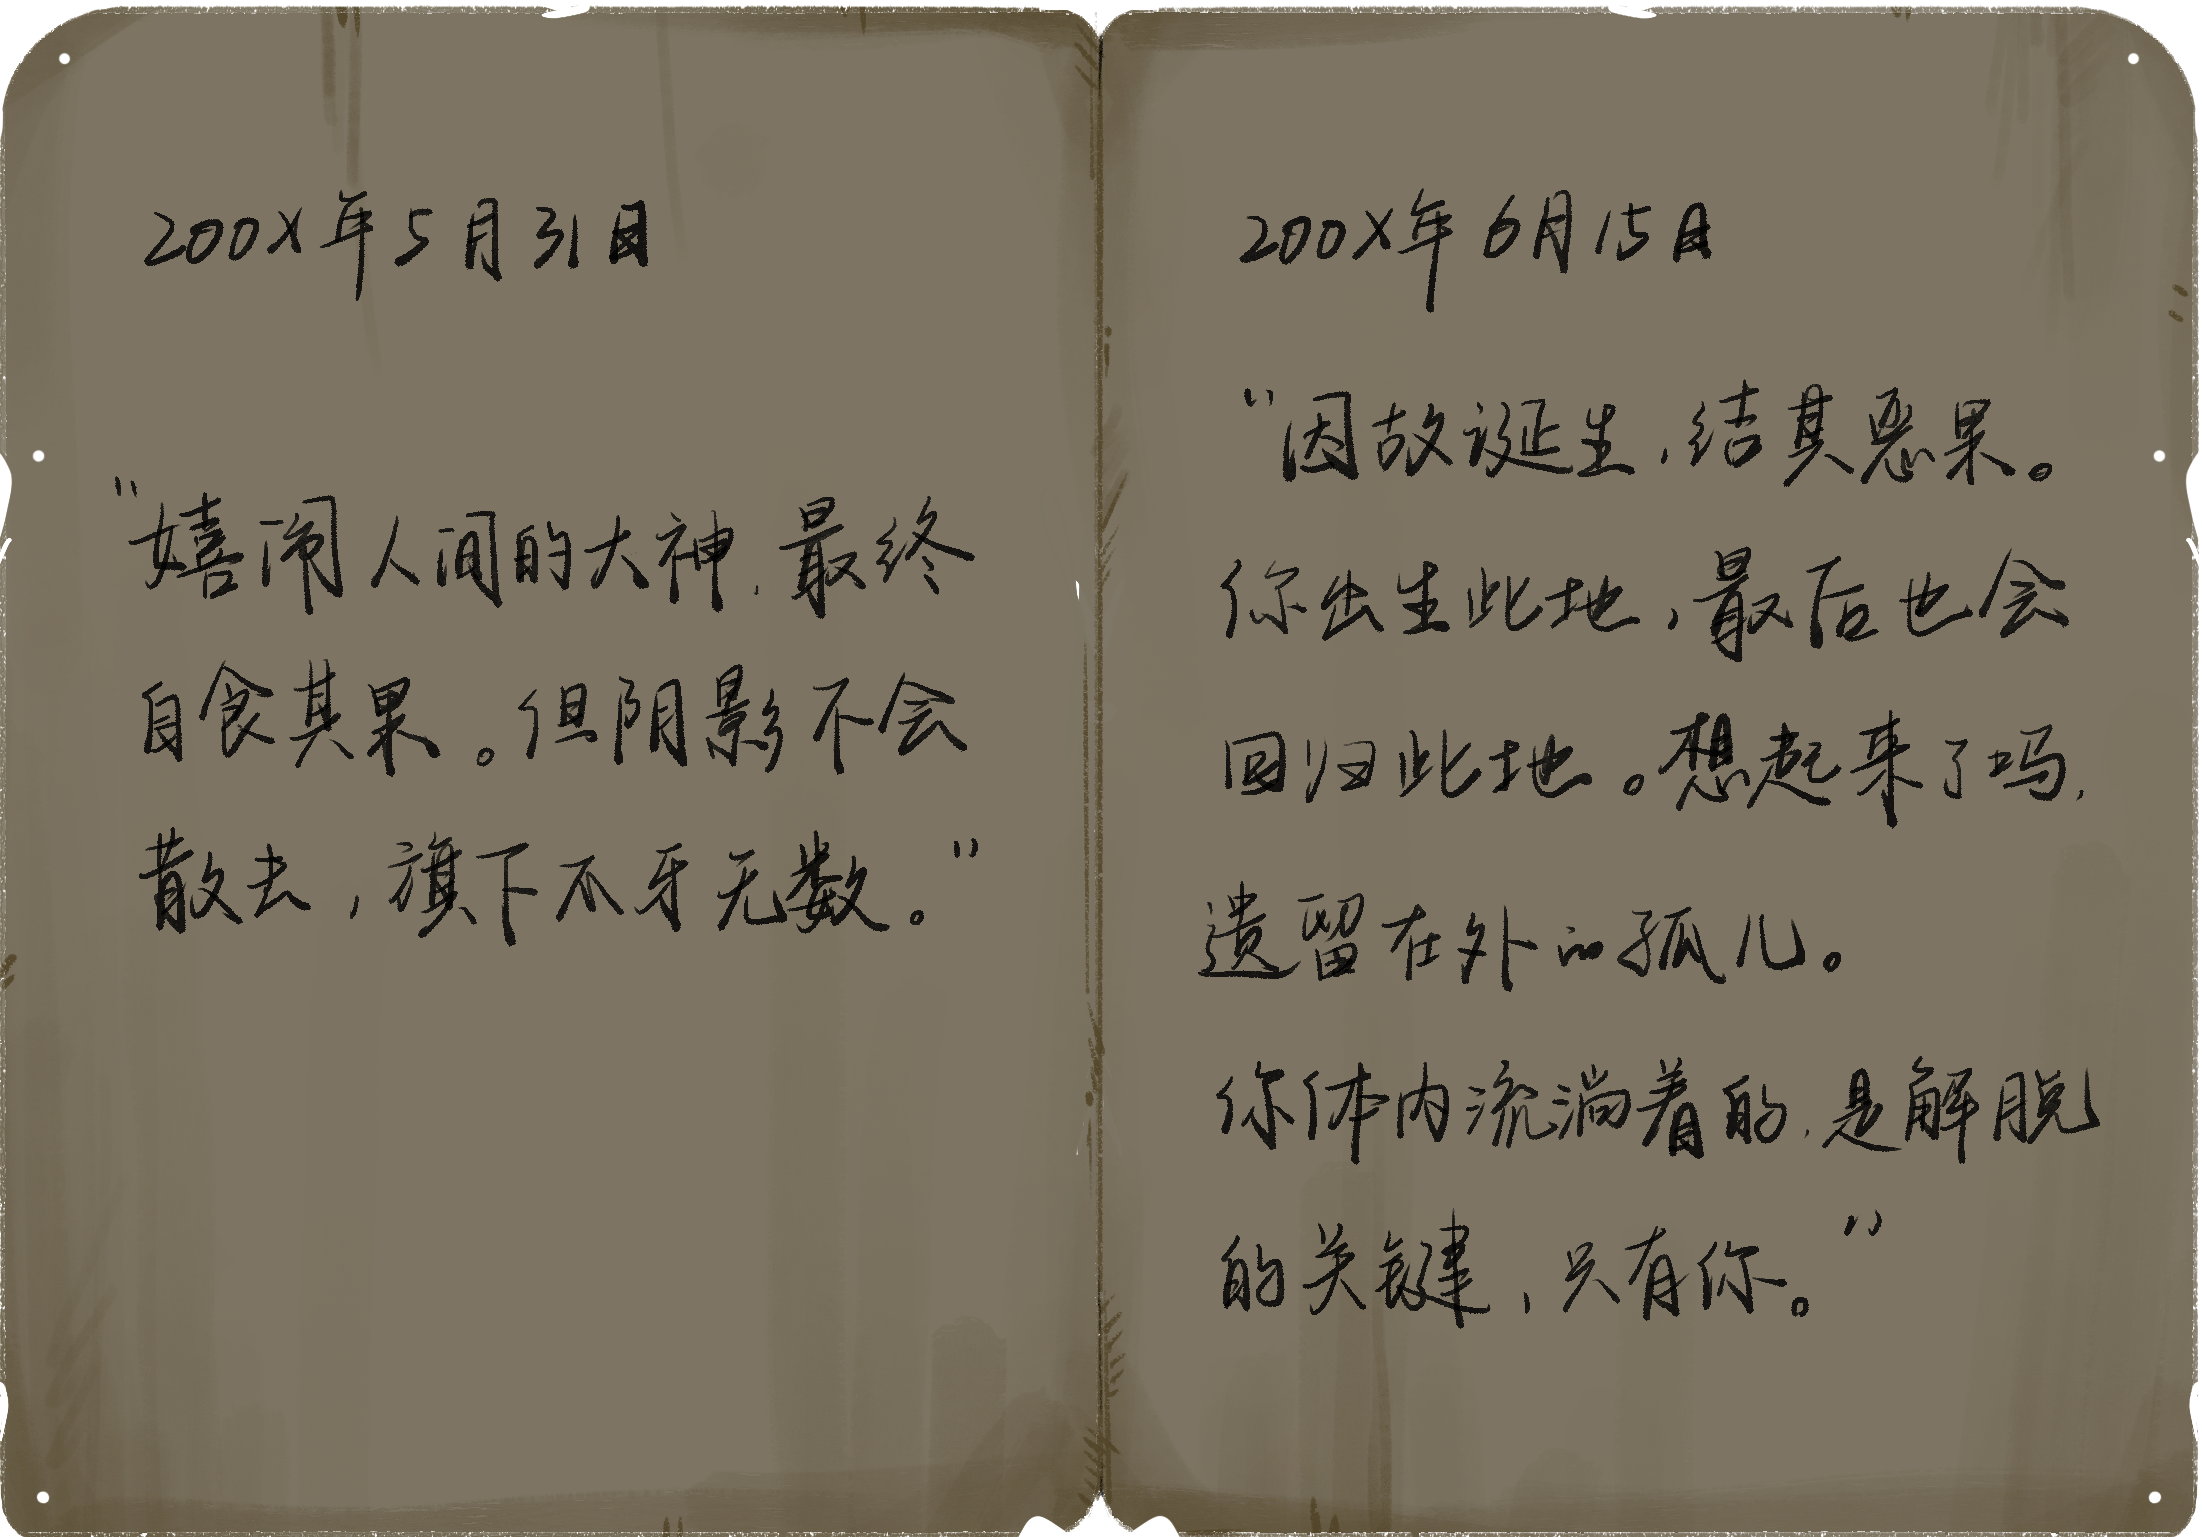 200X年5月31日
“嬉闹人间的大神,最终
自食其果。但阴影不会
散去,旗下不牙无数。”
200X年6月15日
“因故诞生,结其恶果。
你出生此地,最后也会
回归此地。想起来了吗,
遗留在外的孤儿。
你体内流淌着的,是解脱
的关键,只有你。”